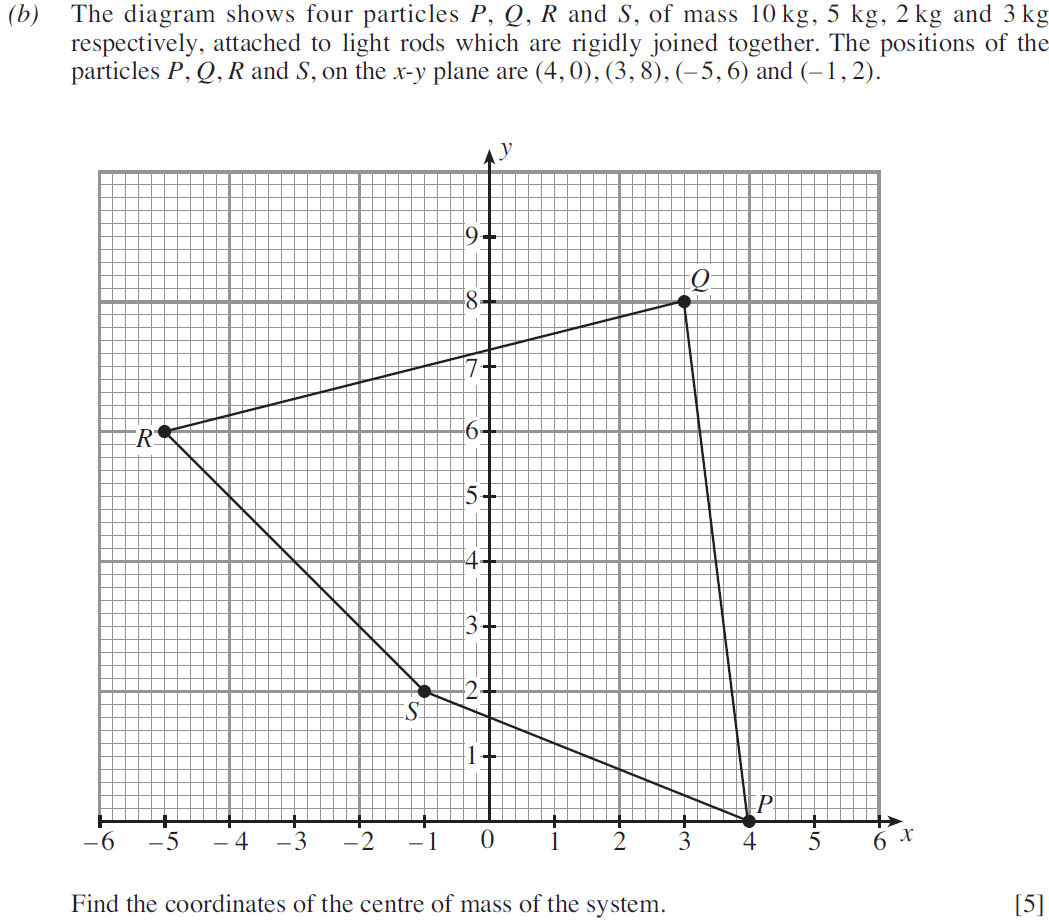 (b) The diagram shows four particles P, Q, R and S, of mass 10 kg, 5 kg, 2 kg and 3 kg
respectively, attached to light rods which are rigidly joined together. The positions of the
particles P, Q, R and S, on the x-y plane are (4, 0), (3, 8), (−5, 6) and (−1, 2).
y
9
Q
8
7
R
6
5
4
3
2
S
1
P
−6 −5 −4 −3 −2 −1 0 1 2 3 4 5 6 x
Find the coordinates of the centre of mass of the system. [5]